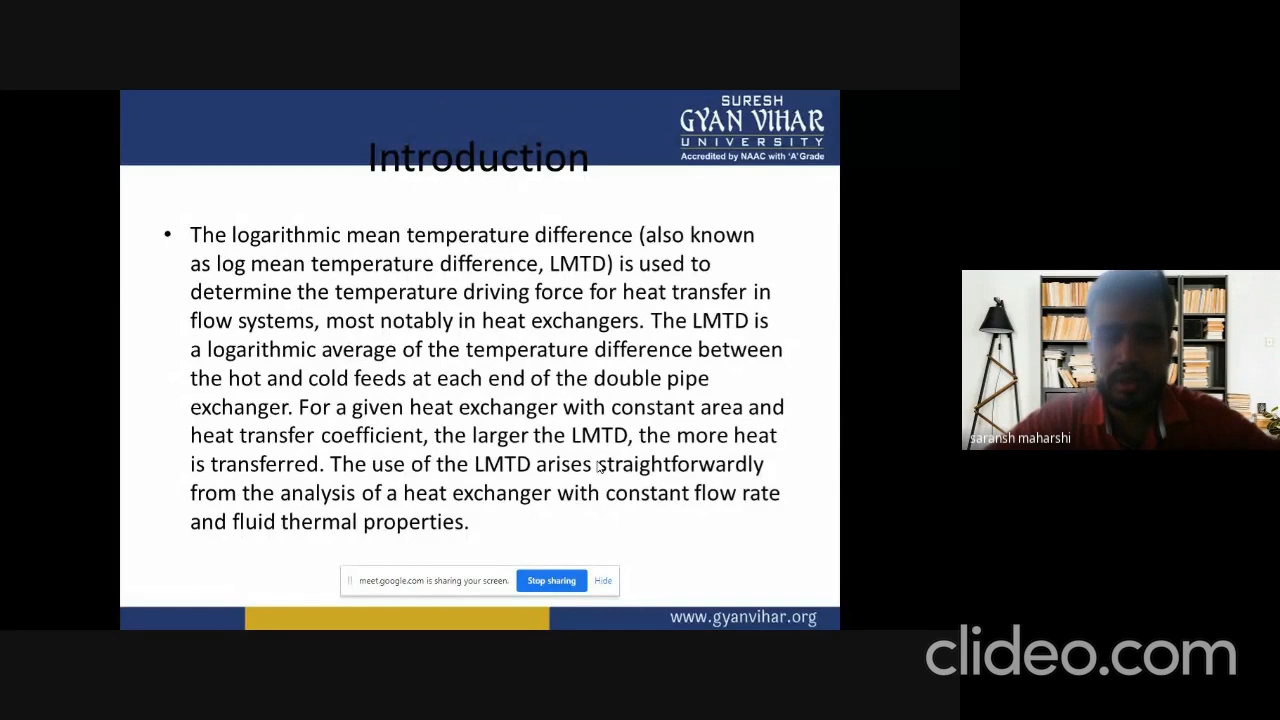 SURESH
GYAN VIHAR
UNIVERSITY
Accredited by NAAC with 'A' Grade
Introduction
• The logarithmic mean temperature difference (also known
as log mean temperature difference, LMTD) is used to
determine the temperature driving force for heat transfer in
flow systems, most notably in heat exchangers. The LMTD is
a logarithmic average of the temperature difference between
the hot and cold feeds at each end of the double pipe
exchanger. For a given heat exchanger with constant area and
heat transfer coefficient, the larger the LMTD, the more heat
is transferred. The use of the LMTD arises straightforwardly
from the analysis of a heat exchanger with constant flow rate
and fluid thermal properties.
meet.google.com is sharing your screen. Stop sharing Hide
www.gyanvihar.org
saransh maharshi
clideo.com